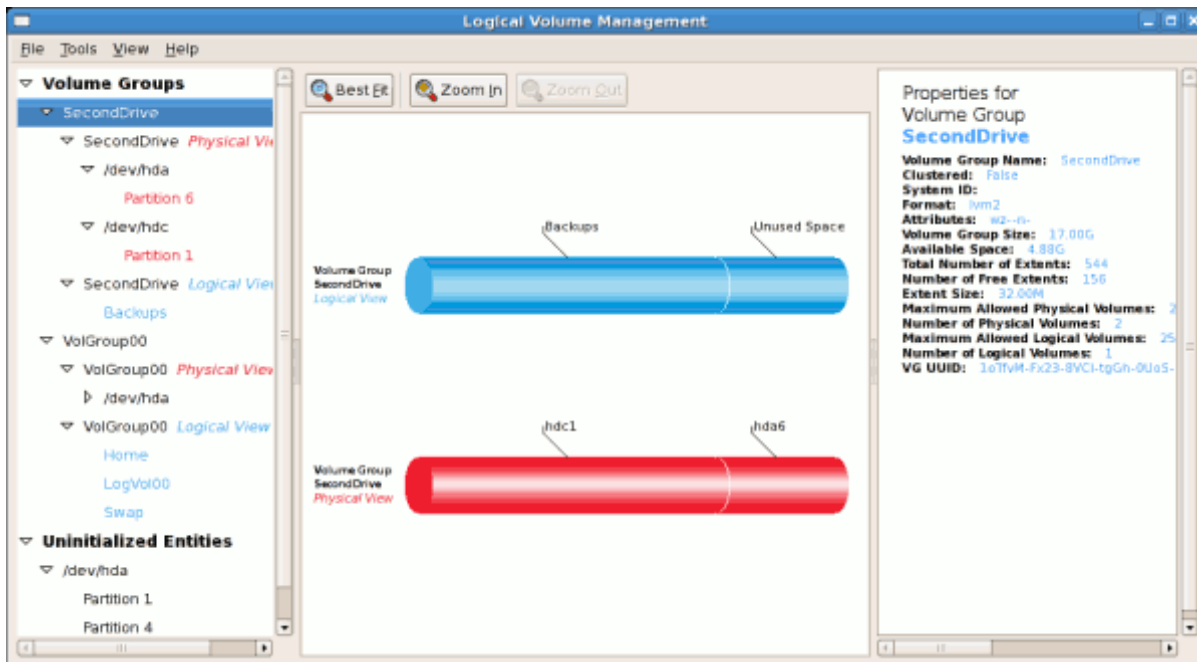 Logical Volume Management
File Tools View Help
Volume Groups
SecondDrive
SecondDrive Physical Vi
/dev/hda
Partition 6
/dev/hdc
Partition 1
SecondDrive Logical Vie
Backups
VolGroup00
VolGroup00 Physical View
/dev/hda
VolGroup00 Logical View
Home
LogVol00
Swap
Uninitialized Entities
/dev/hda
Partition 1
Partition 4
Best Fit
Zoom In
Zoom Out
Backups
Unused Space
Volume Group
SecondDrive
Logical View
hdc1
hda6
Volume Group
SecondDrive
Physical View
Properties for
Volume Group
SecondDrive
Volume Group Name: SecondDrive
Clustered: False
System ID:
Format: lvm2
Attributes: wz--n-
Volume Group Size: 17.00G
Available Space: 4.88G
Total Number of Extents: 544
Number of Free Extents: 156
Extent Size: 32.00M
Maximum Allowed Physical Volumes: 2
Number of Physical Volumes: 2
Maximum Allowed Logical Volumes: 25
Number of Logical Volumes: 1
VG UUID: